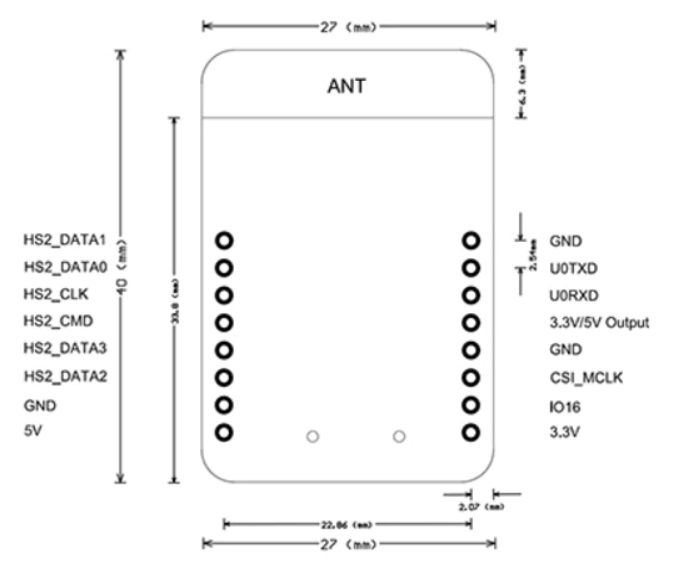 27 (mm)
ANT
6.3 (mm)
40 (mm)
33.8 (mm)
2.54mm
HS2_DATA1
HS2_DATA0
HS2_CLK
HS2_CMD
HS2_DATA3
HS2_DATA2
GND
5V
GND
U0TXD
U0RXD
3.3V/5V Output
GND
CSI_MCLK
IO16
3.3V
2.07 (mm)
22.86 (mm)
27 (mm)